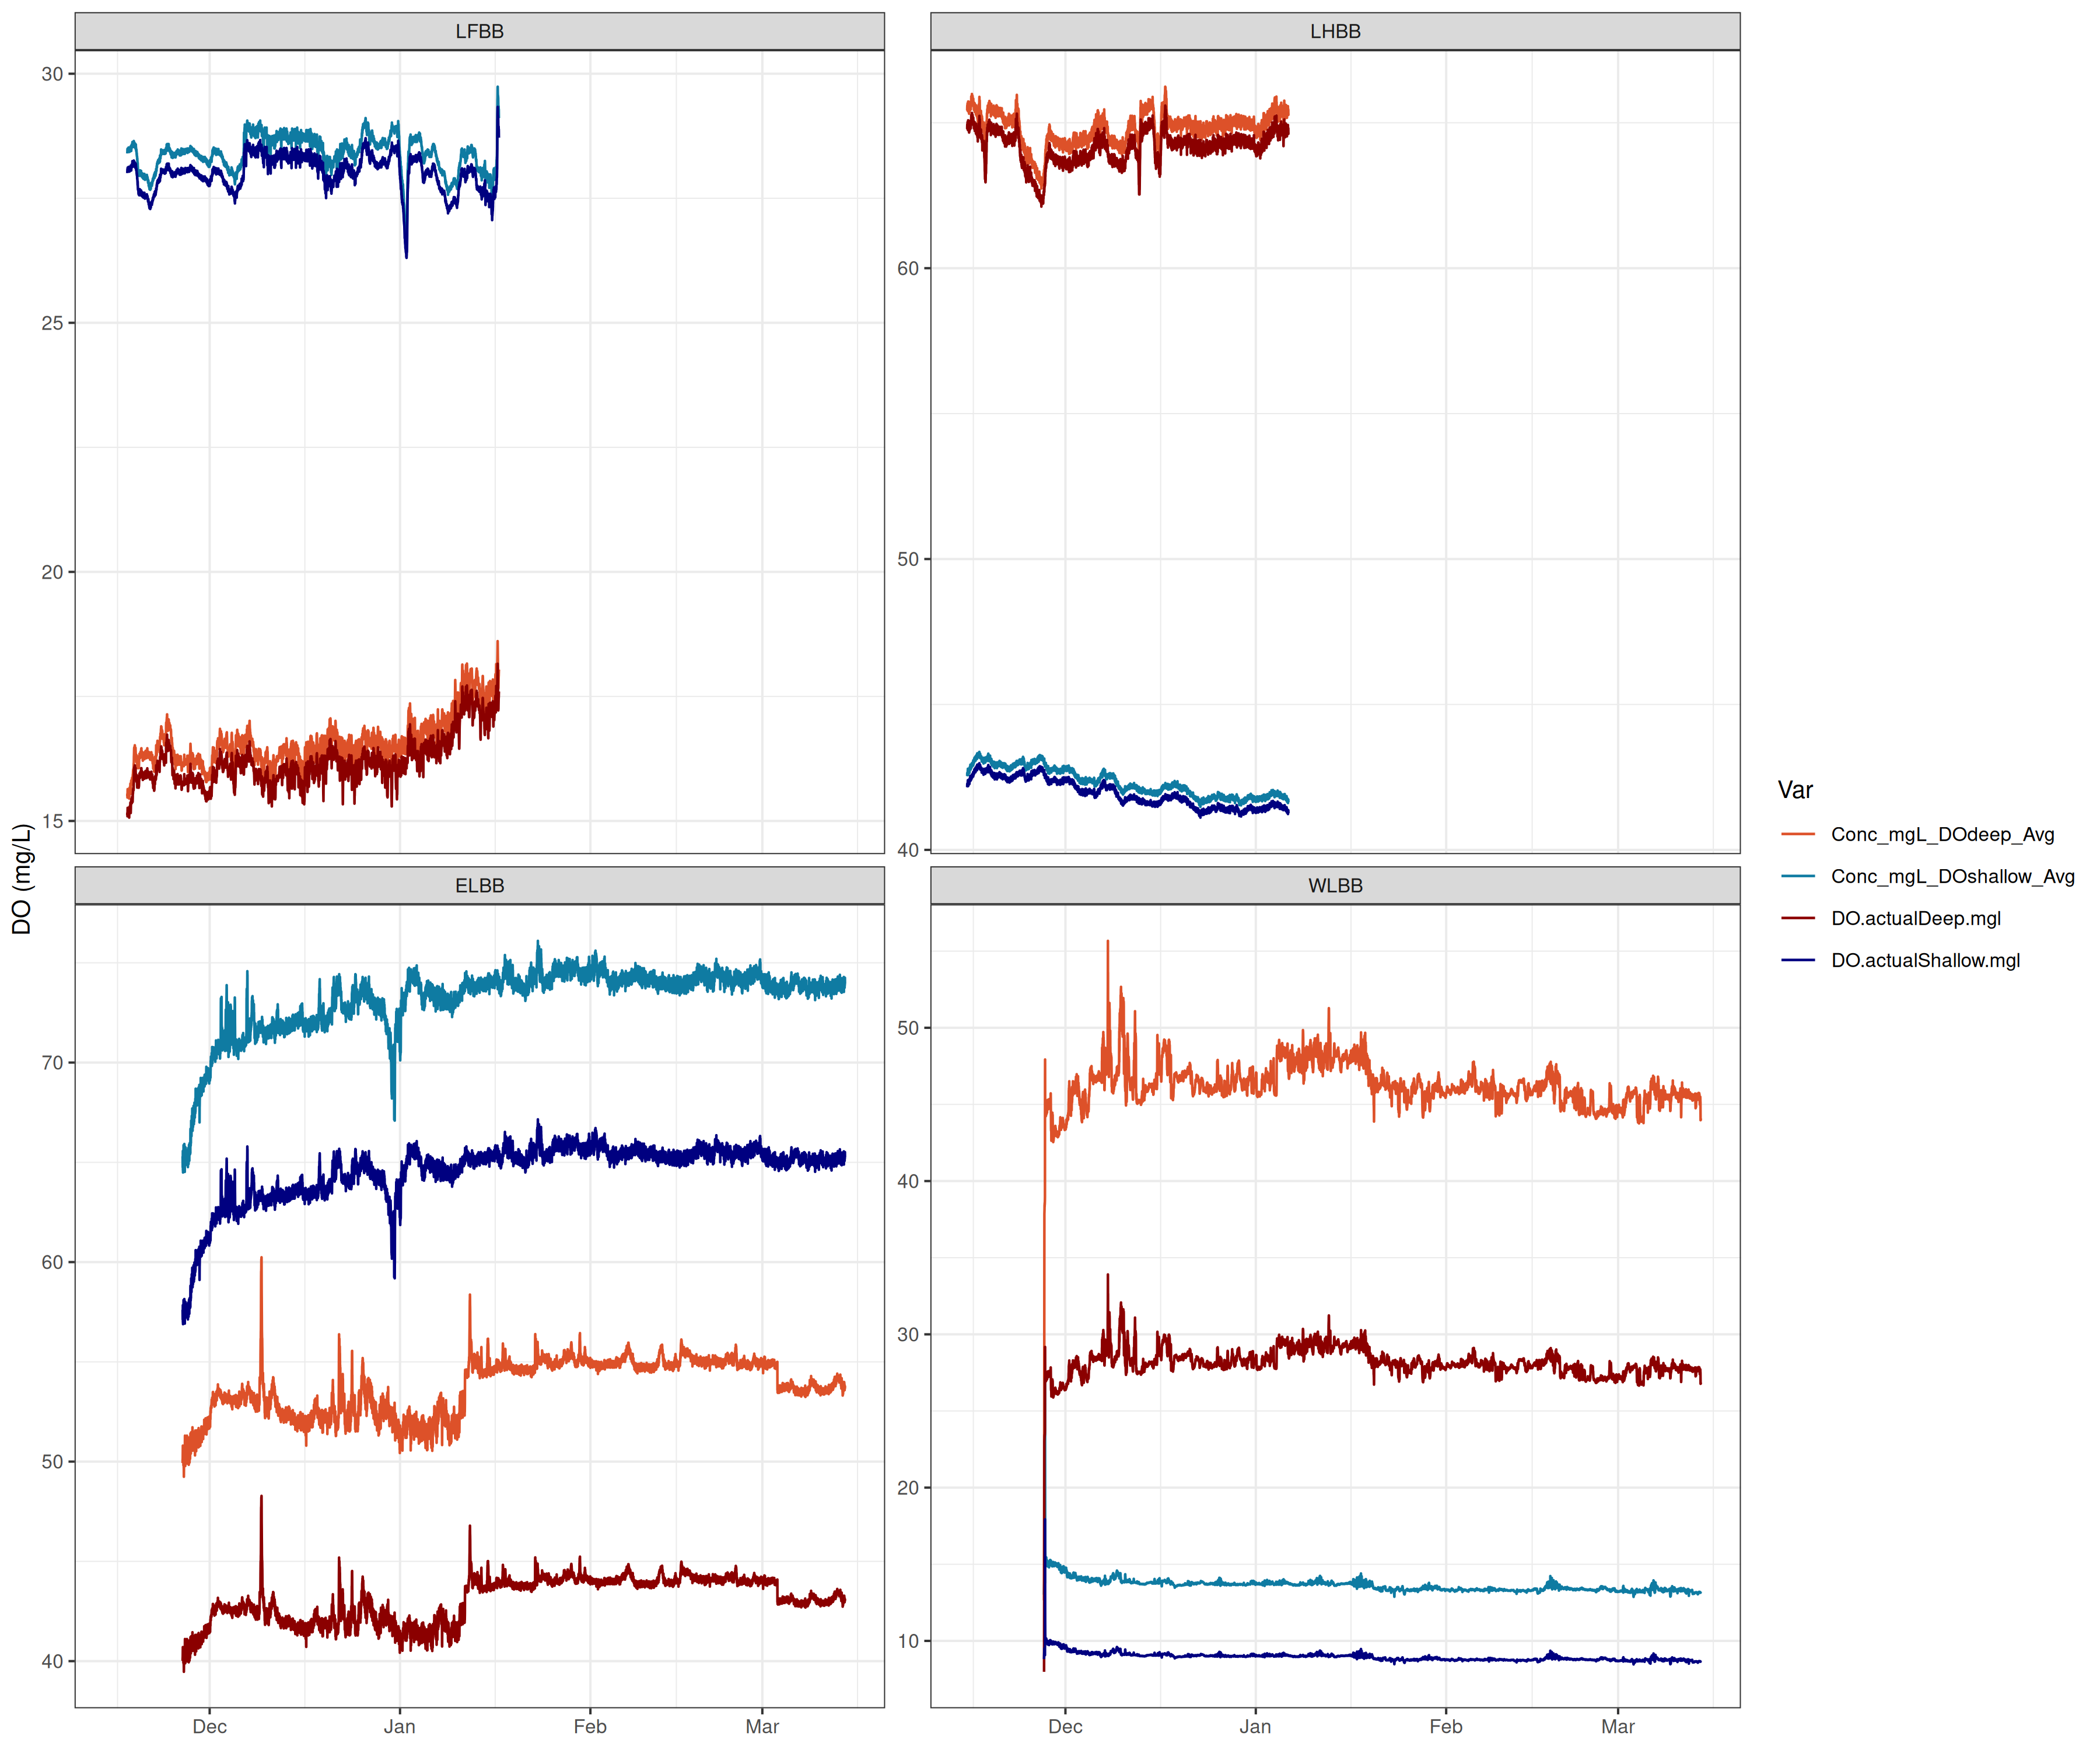 LFBB
LHBB
30
25
20
15
60
50
40
DO (mg/L)
ELBB
WLBB
70
60
50
40
50
40
30
20
10
Dec
Jan
Feb
Mar
Dec
Jan
Feb
Mar
Var
Conc_mgL_DOdeep_Avg
Conc_mgL_DOshallow_Avg
DO.actualDeep.mgl
DO.actualShallow.mgl